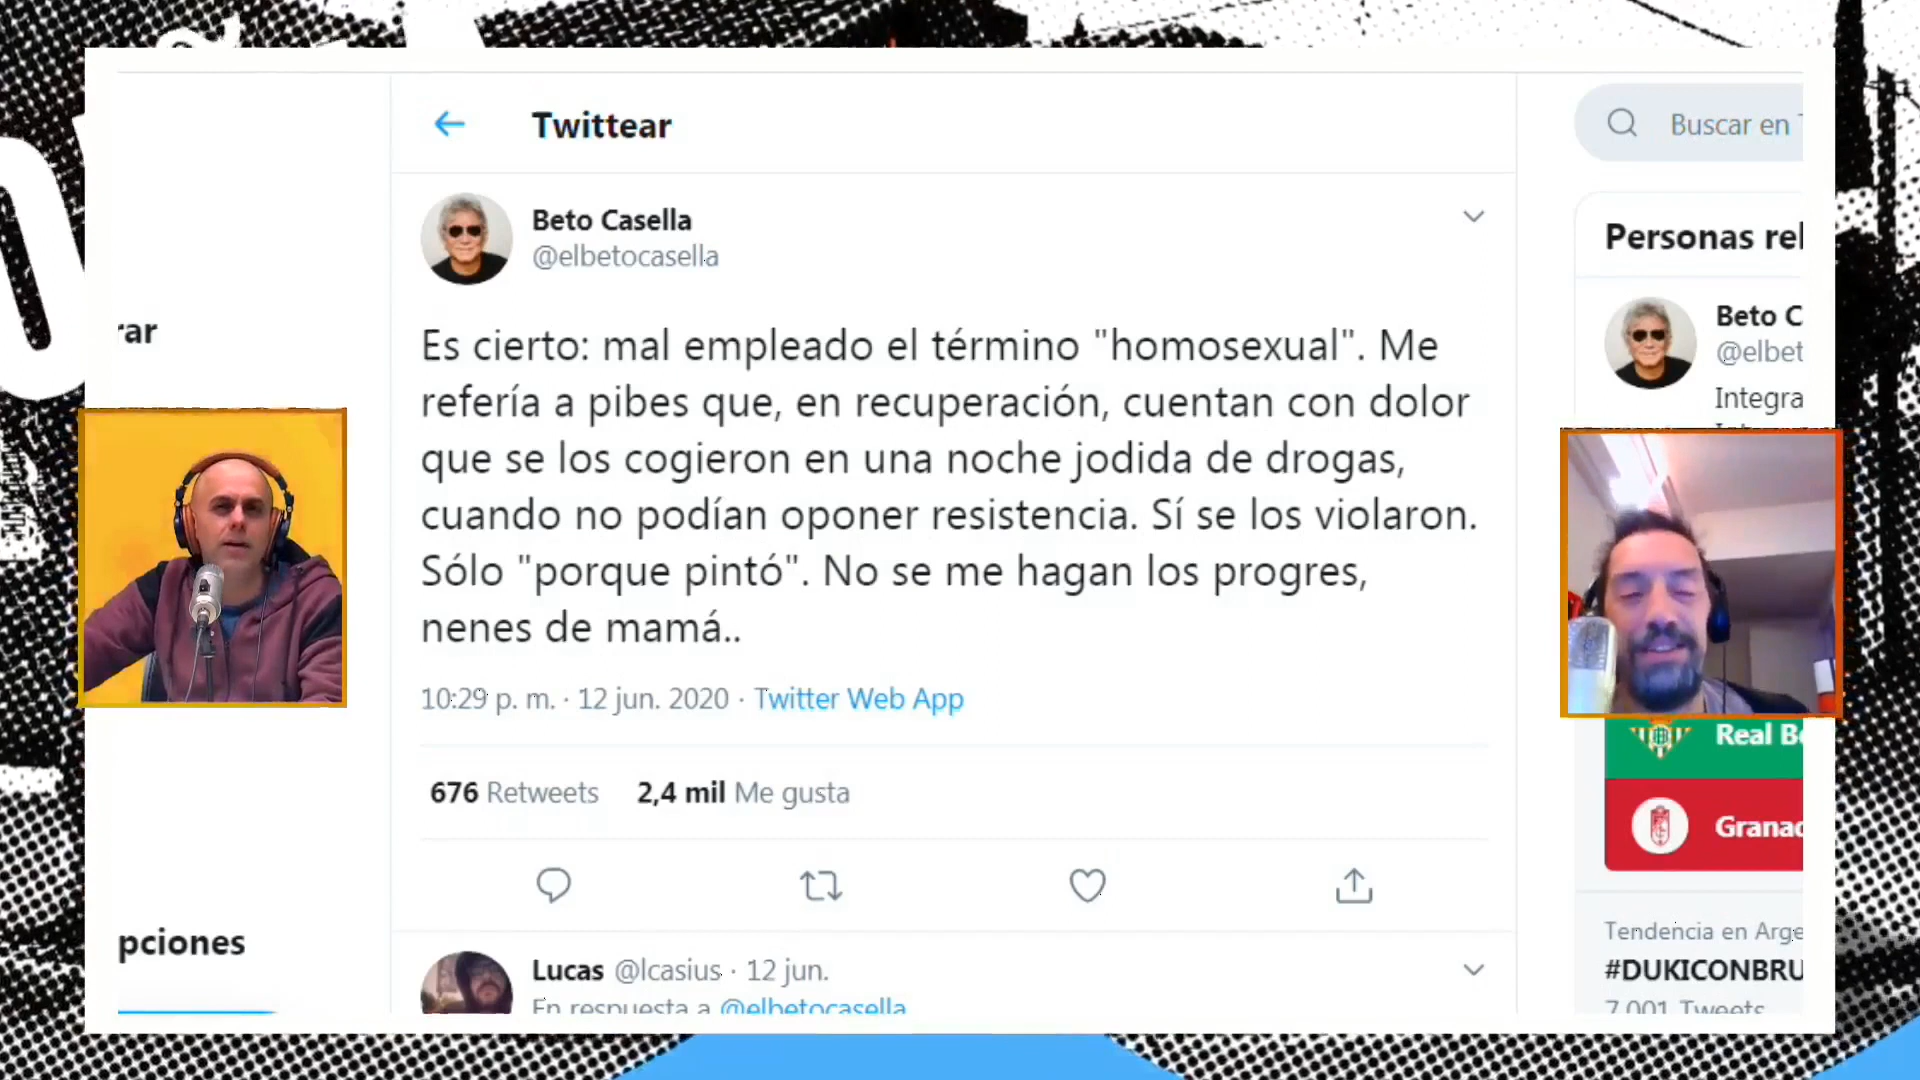 Twittear
Buscar en
Beto Casella
@elbetocasella
Es cierto: mal empleado el término "homosexual". Me
refería a pibes que, en recuperación, cuentan con dolor
que se los cogieron en una noche jodida de drogas,
cuando no podían oponer resistencia. Sí se los violaron.
Sólo "porque pintó". No se me hagan los progres,
nenes de mamá..
10:29 p. m. · 12 jun. 2020 · Twitter Web App
676 Retweets 2,4 mil Me gusta
Lucas @lcasius · 12 jun.
En respuesta a @elbetocasella
rar
pciones
Personas rel
Beto C
@elbet
Integra
Real B
Granad
Tendencia en Arge
#DUKICONBRU
7.001 Tweets